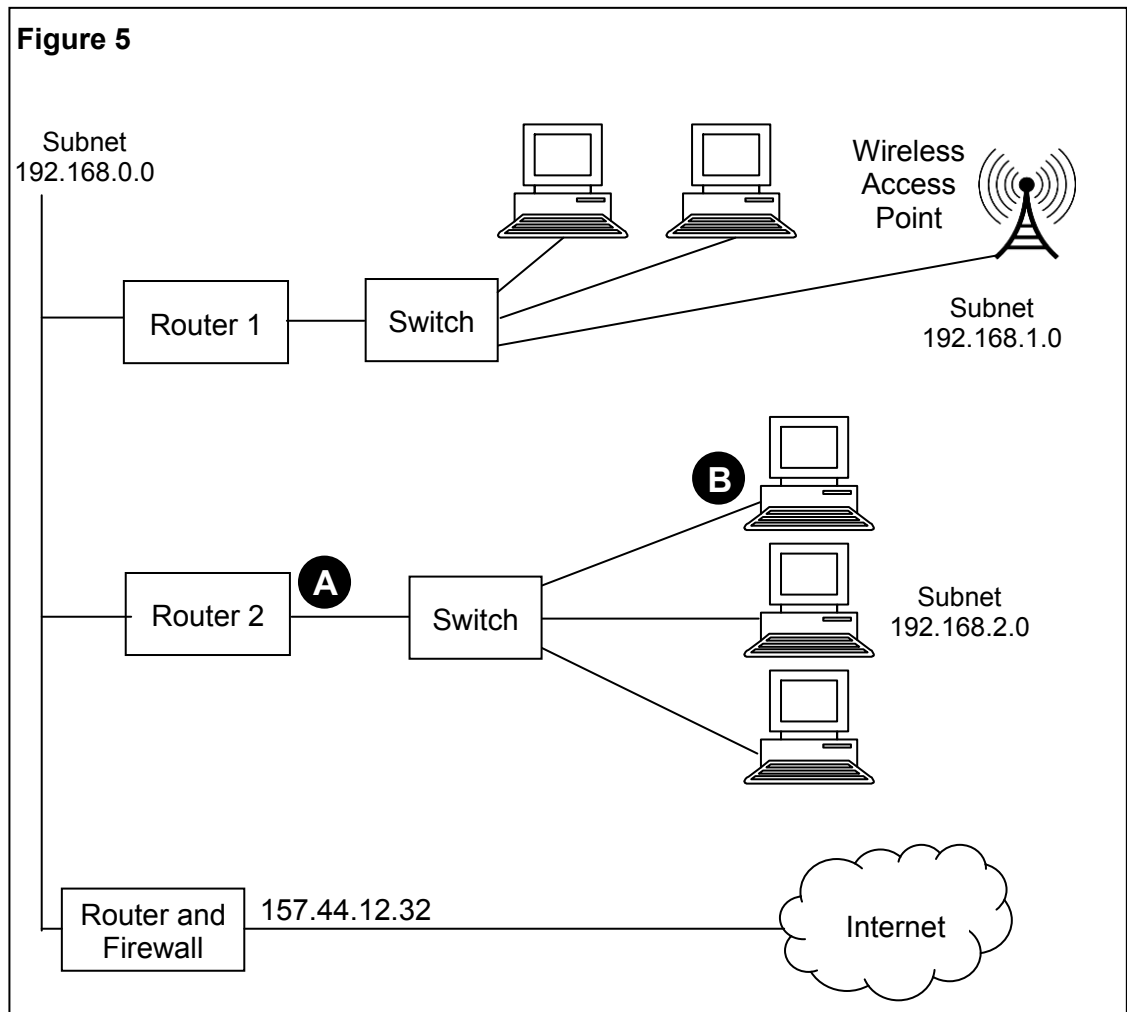 Figure 5
Subnet
192.168.0.0
Wireless
Access
Point
Router 1
Switch
Subnet
192.168.1.0
B
A
Router 2
Switch
Subnet
192.168.2.0
Router and
Firewall
157.44.12.32
Internet